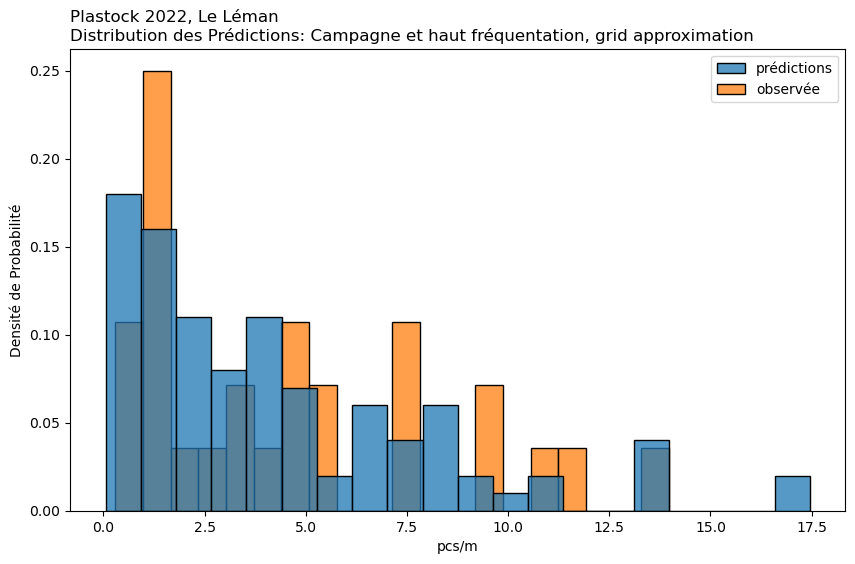 Plastock 2022, Le Léman
Distribution des Prédictions: Campagne et haut fréquentation, grid approximation
prédictions
observée
0.25
0.20
0.15
0.10
0.05
0.00
Densité de Probabilité
0.0 2.5 5.0 7.5 10.0 12.5 15.0 17.5
pcs/m